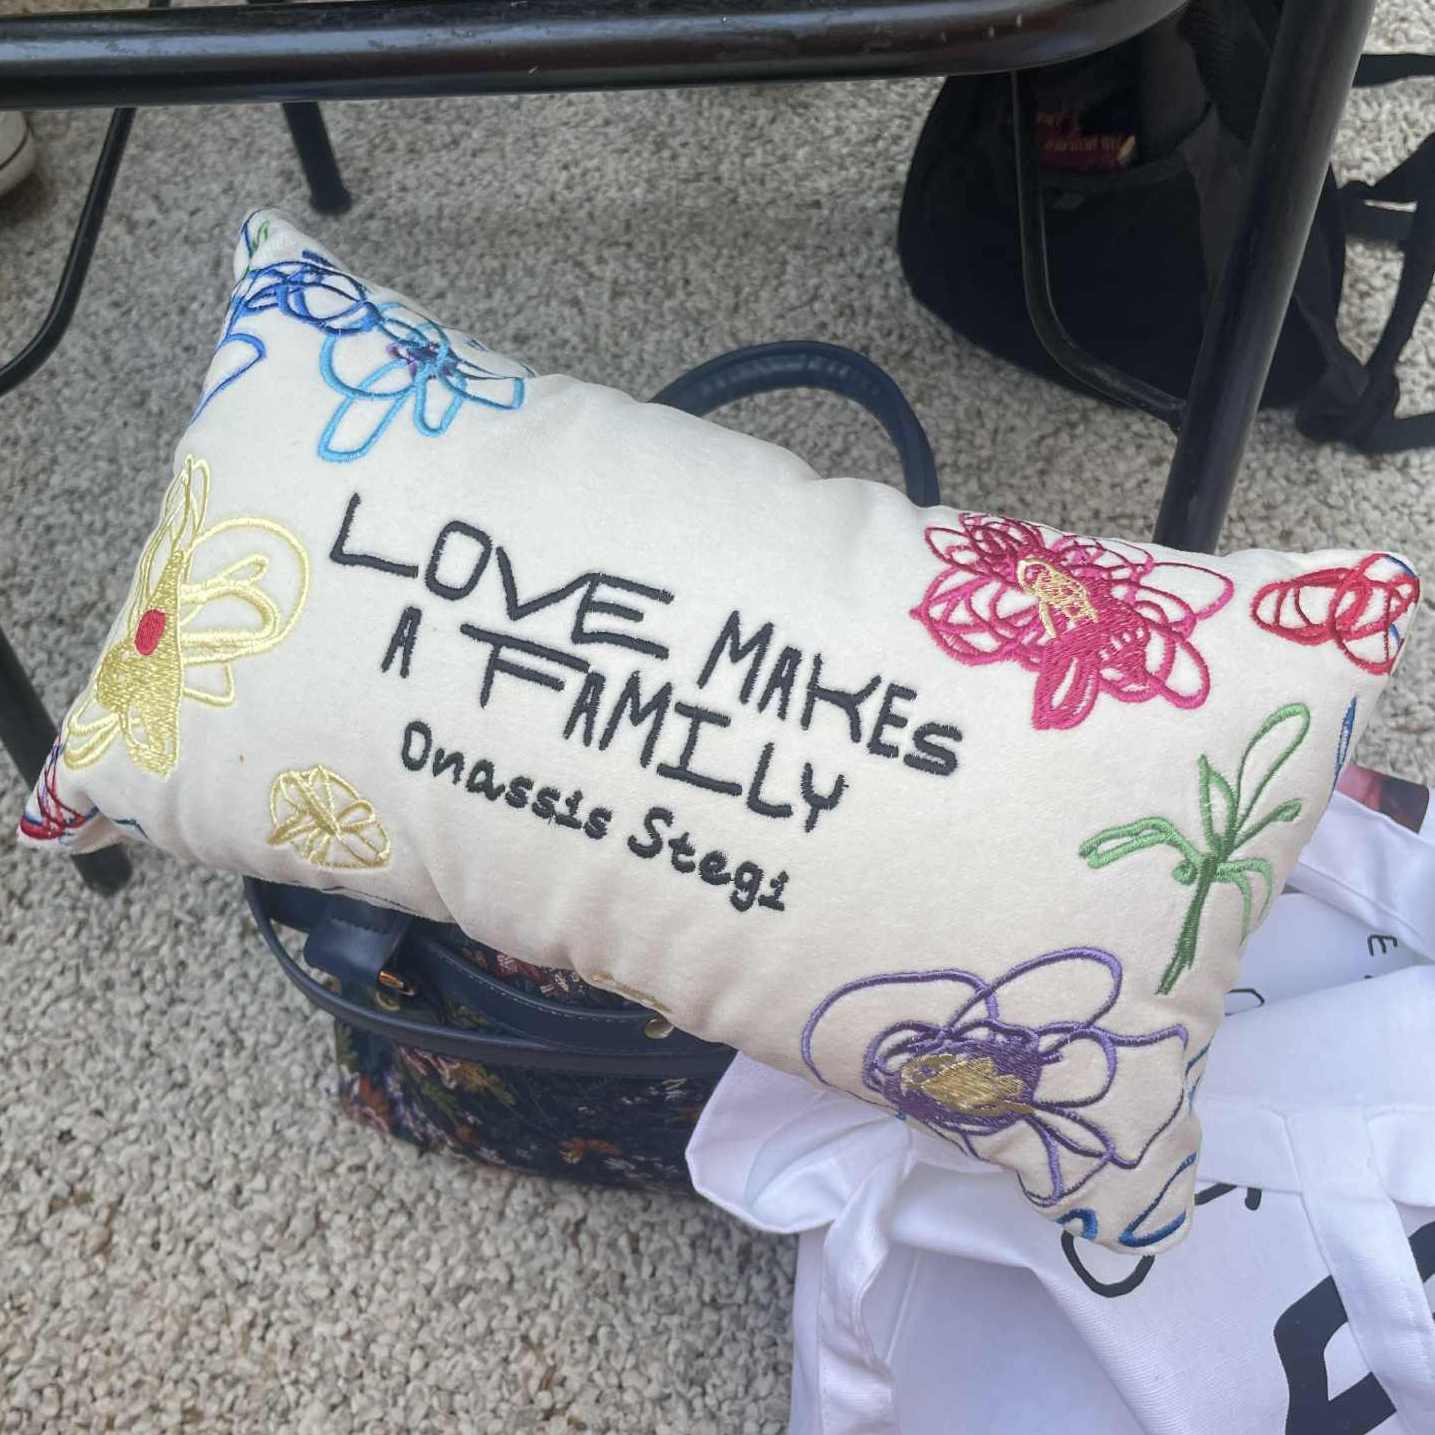 LOVE MAKES
A FAMILY
Onassis Stegi